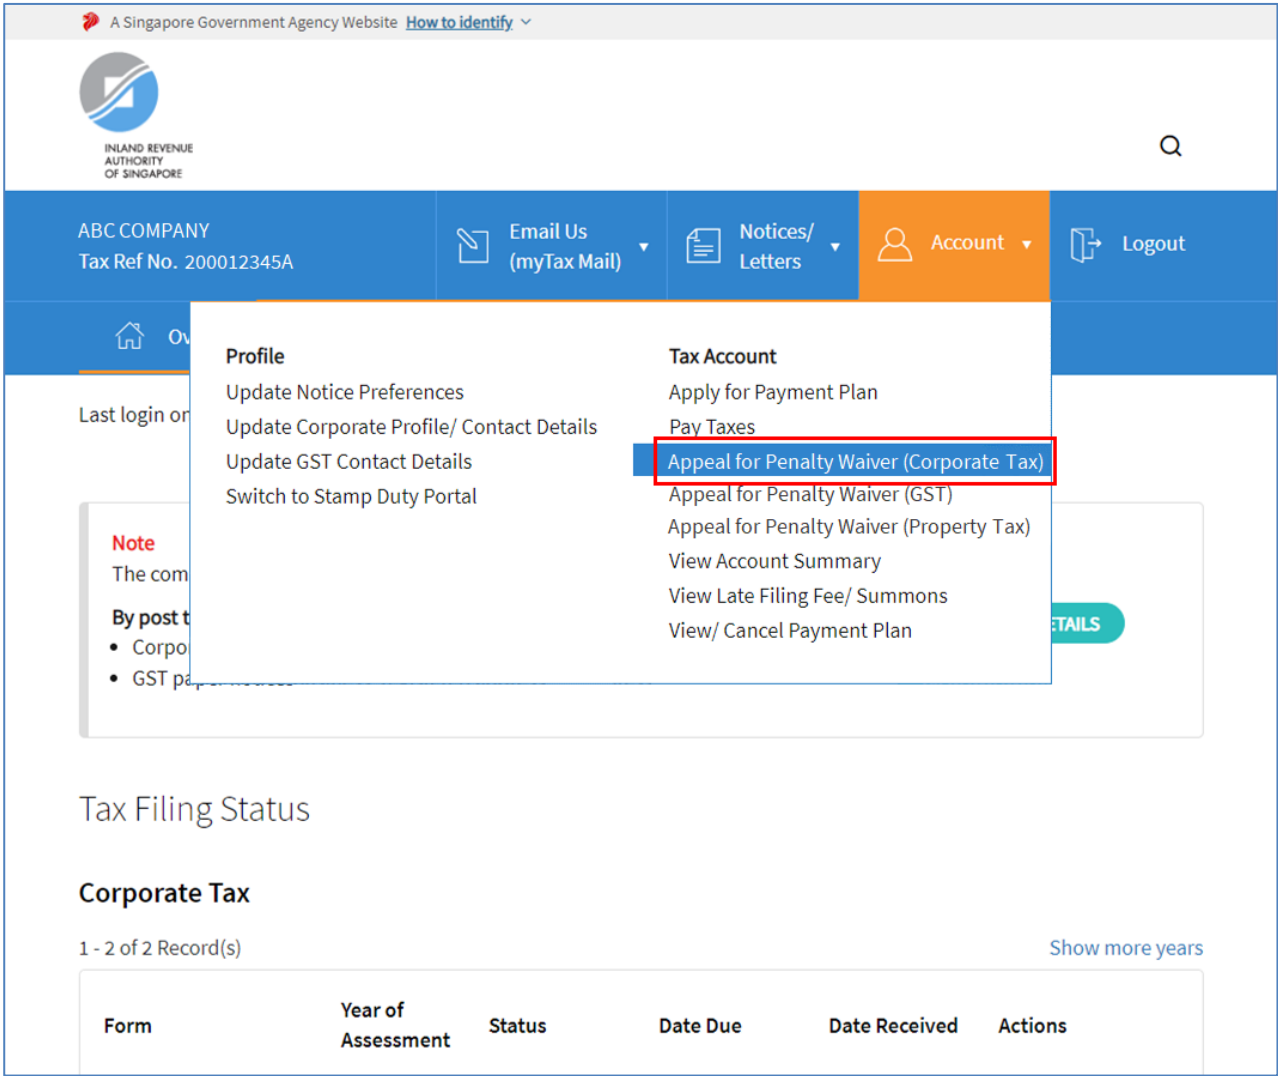 A Singapore Government Agency Website How to identify
INLAND REVENUE
AUTHORITY
OF SINGAPORE
ABC COMPANY
Tax Ref No. 200012345A
Email Us
(myTax Mail)
Notices/
Letters
Account
Logout
Profile
Update Notice Preferences
Update Corporate Profile/ Contact Details
Update GST Contact Details
Switch to Stamp Duty Portal
Tax Account
Apply for Payment Plan
Pay Taxes
Appeal for Penalty Waiver (Corporate Tax)
Appeal for Penalty Waiver (GST)
Appeal for Penalty Waiver (Property Tax)
View Account Summary
View Late Filing Fee/ Summons
View/ Cancel Payment Plan
Last login on
Note
The com
By post t
• Corpor
• GST pa
ETAILS
Tax Filing Status
Corporate Tax
1 - 2 of 2 Record(s)
Show more years
Form
Year of
Assessment
Status
Date Due
Date Received
Actions